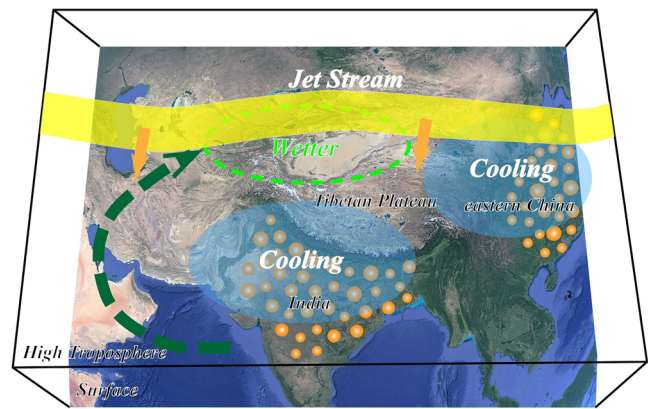 Jet Stream
Wetter
Cooling
Tibetan Plateau
eastern China
Cooling
India
High Troposphere
Surface